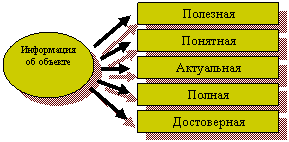 Информация
об объекте
Полезная
Понятная
Актуальная
Полная
Достоверная